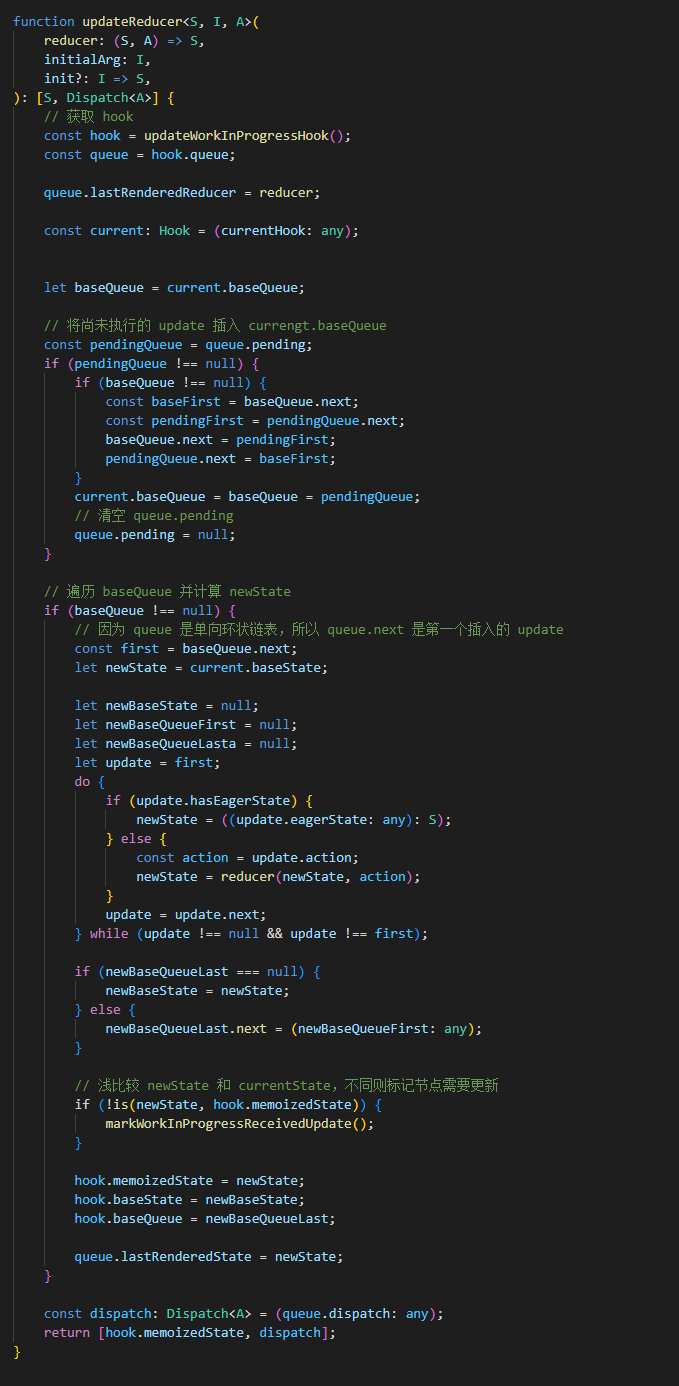 function updateReducer<S, I, A>(
    reducer: (S, A) => S,
    initialArg: I,
    init?: I => S,
): [S, Dispatch<A>] {
    // 获取 hook
    const hook = updateWorkInProgressHook();
    const queue = hook.queue;

    queue.lastRenderedReducer = reducer;

    const current: Hook = (currentHook: any);


    let baseQueue = current.baseQueue;

    // 将尚未执行的 update 插入 currengt.baseQueue
    const pendingQueue = queue.pending;
    if (pendingQueue !== null) {
        if (baseQueue !== null) {
            const baseFirst = baseQueue.next;
            const pendingFirst = pendingQueue.next;
            baseQueue.next = pendingFirst;
            pendingQueue.next = baseFirst;
        }
        current.baseQueue = baseQueue = pendingQueue;
        // 清空 queue.pending
        queue.pending = null;
    }

    // 遍历 baseQueue 并计算 newState
    if (baseQueue !== null) {
        // 因为 queue 是单向环状链表，所以 queue.next 是第一个插入的 update
        const first = baseQueue.next;
        let newState = current.baseState;

        let newBaseState = null;
        let newBaseQueueFirst = null;
        let newBaseQueueLasta = null;
        let update = first;
        do {
            if (update.hasEagerState) {
                newState = ((update.eagerState: any): S);
            } else {
                const action = update.action;
                newState = reducer(newState, action);
            }
            update = update.next;
        } while (update !== null && update !== first);

        if (newBaseQueueLast === null) {
            newBaseState = newState;
        } else {
            newBaseQueueLast.next = (newBaseQueueFirst: any);
        }

        // 浅比较 newState 和 currentState，不同则标记节点需要更新
        if (!is(newState, hook.memoizedState)) {
            markWorkInProgressReceivedUpdate();
        }

        hook.memoizedState = newState;
        hook.baseState = newBaseState;
        hook.baseQueue = newBaseQueueLast;

        queue.lastRenderedState = newState;
    }

    const dispatch: Dispatch<A> = (queue.dispatch: any);
    return [hook.memoizedState, dispatch];
}